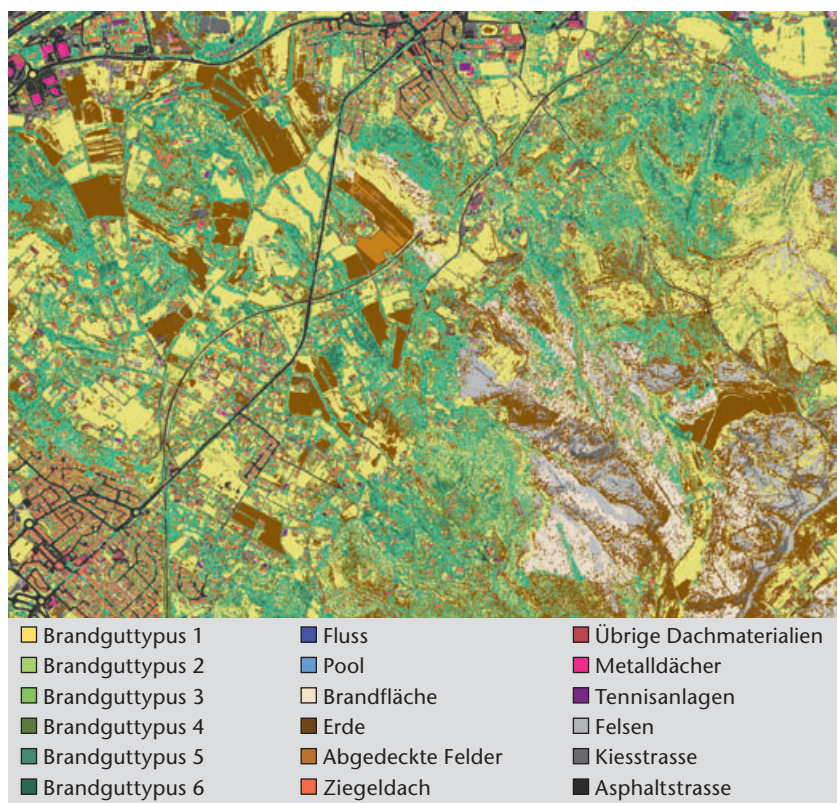 Brandguttypus 1
Brandguttypus 2
Brandguttypus 3
Brandguttypus 4
Brandguttypus 5
Brandguttypus 6
Fluss
Pool
Brandfläche
Erde
Abgedeckte Felder
Ziegeldach
Übrige Dachmaterialien
Metalldächer
Tennisanlagen
Felsen
Kiesstrasse
Asphaltstrasse